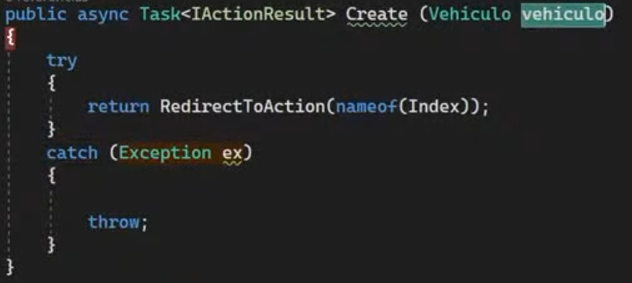 public async Task<IActionResult> Create (Vehiculo vehiculo)
{
try
{
return RedirectToAction(nameof(Index));
}
catch (Exception ex)
{
throw;
}
}